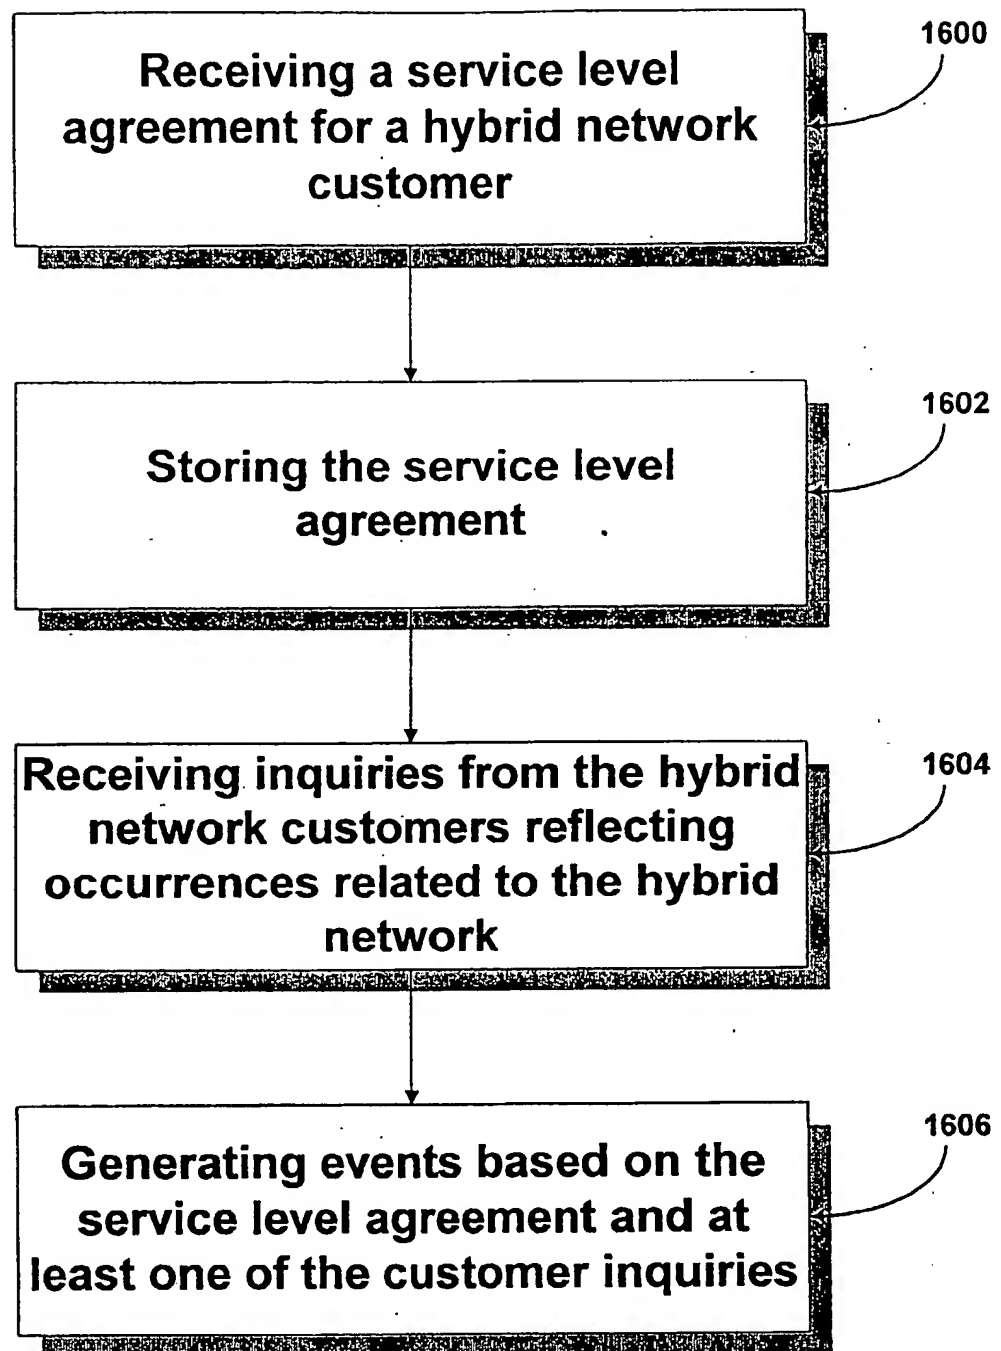 1600
Receiving a service level
agreement for a hybrid network
customer
1602
Storing the service level
agreement
1604
Receiving inquiries from the hybrid
network customers reflecting
occurrences related to the hybrid
network
1606
Generating events based on the
service level agreement and at
least one of the customer inquiries